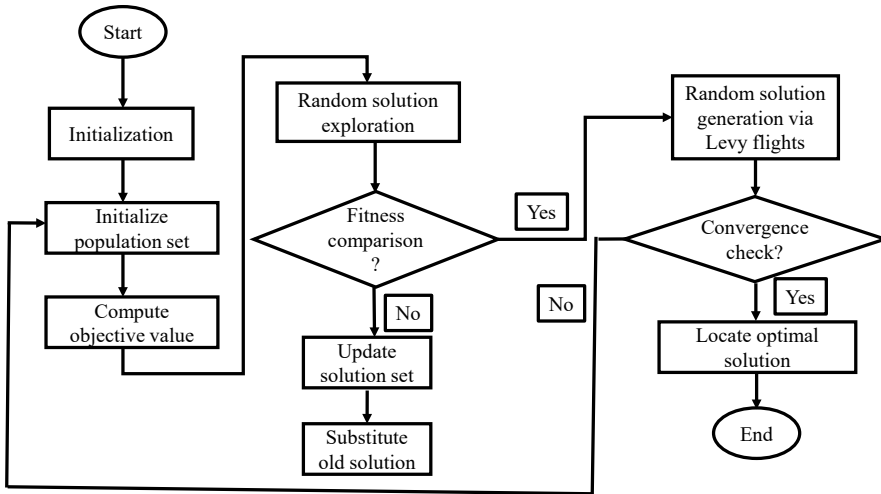 Start
Initialization
Initialize
population set
Compute
objective value
Random solution
exploration
Fitness
comparison
?
Yes
No
Update
solution set
Substitute
old solution
Random solution
generation via
Levy flights
Convergence
check?
No
Yes
Locate optimal
solution
End